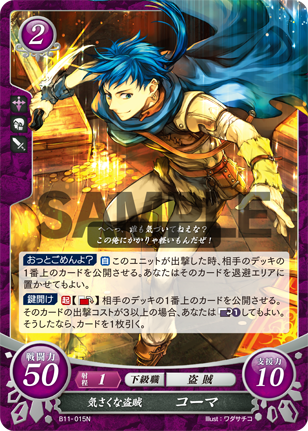 2
SAMPLE
へへっ、誰も気づいてねぇな?
この俺にかかりゃ軽いもんだぜ!
おっとごめんよ? 自 このユニットが出撃した時、相手のデッキの
1番上のカードを公開させる。あなたはそのカードを退避エリアに
置かせてもよい。
鍵開け 起【 】相手のデッキの1番上のカードを公開させる。
そのカードの出撃コストが3以上の場合、あなたは 1 してもよい。
そうしたなら、カードを1枚引く。
戦闘力
50
射程 1 下級職 盗賊
支援力
10
気さくな盗賊 コーマ
B11-015N
Illust:ワダサチコ